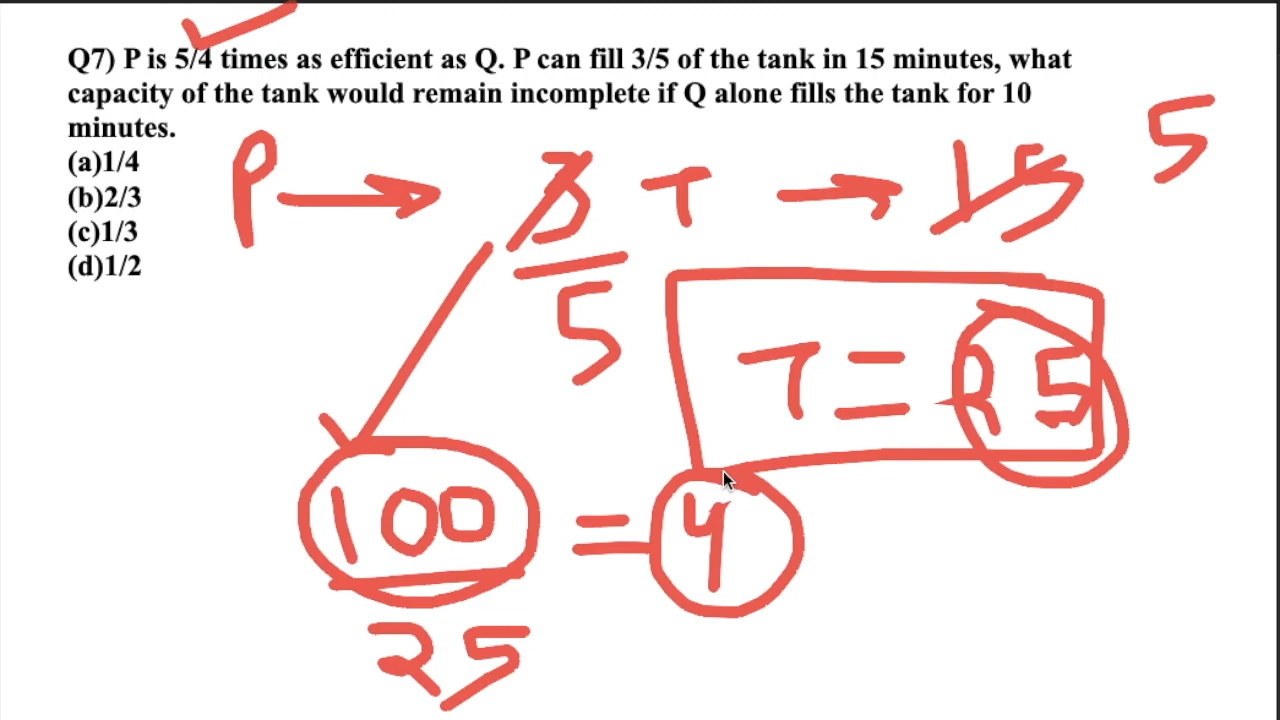 Q7) P is 5/4 times as efficient as Q. P can fill 3/5 of the tank in 15 minutes, what
capacity of the tank would remain incomplete if Q alone fills the tank for 10
minutes.
(a)1/4
(b)2/3
(c)1/3
(d)1/2
P → 3 T → 15 5
5
T = 25
100 = 4
25